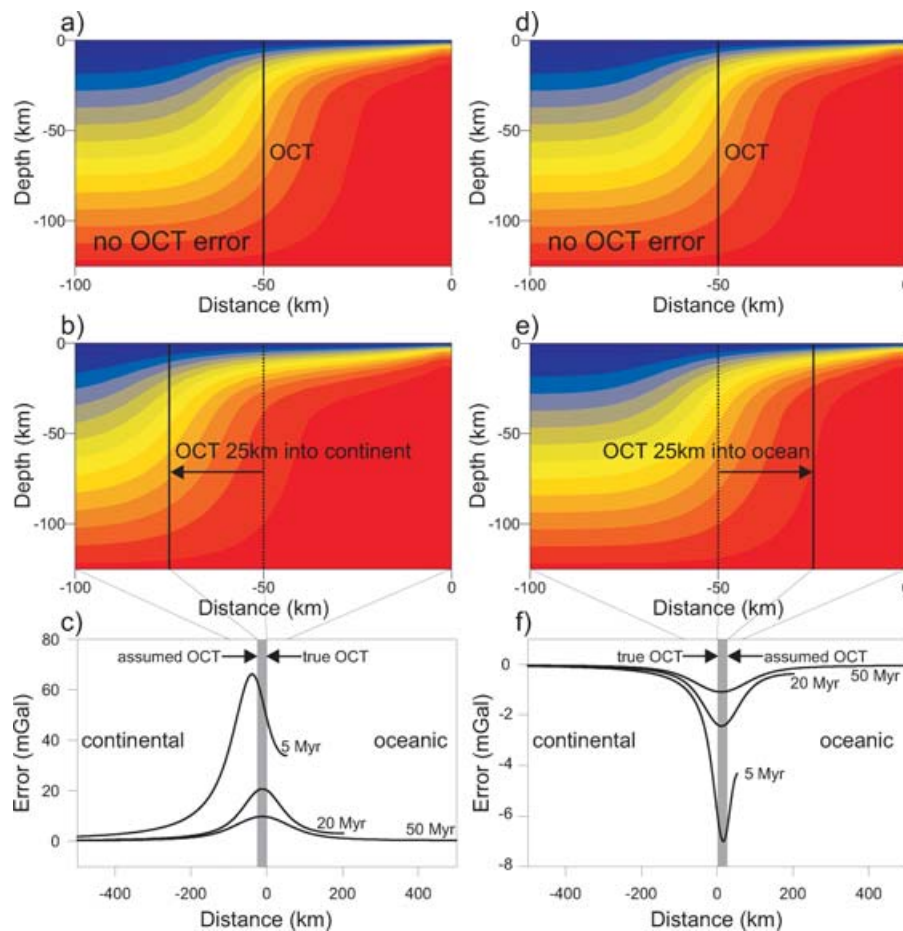 a)
0
-50
-100
Depth (km)
OCT
no OCT error
-100
-50
0
Distance (km)
d)
0
-50
-100
Depth (km)
OCT
no OCT error
-100
-50
0
Distance (km)
b)
0
-50
-100
Depth (km)
OCT 25km into continent
-100
-50
0
Distance (km)
e)
0
-50
-100
Depth (km)
OCT 25km into ocean
-100
-50
0
Distance (km)
c)
80
60
40
20
0
Error (mGal)
assumed OCT
true OCT
continental
oceanic
5 Myr
20 Myr
50 Myr
-400
-200
0
200
400
Distance (km)
f)
0
-2
-4
-6
-8
Error (mGal)
true OCT
assumed OCT
20 Myr
50 Myr
continental
oceanic
5 Myr
-400
-200
0
200
400
Distance (km)